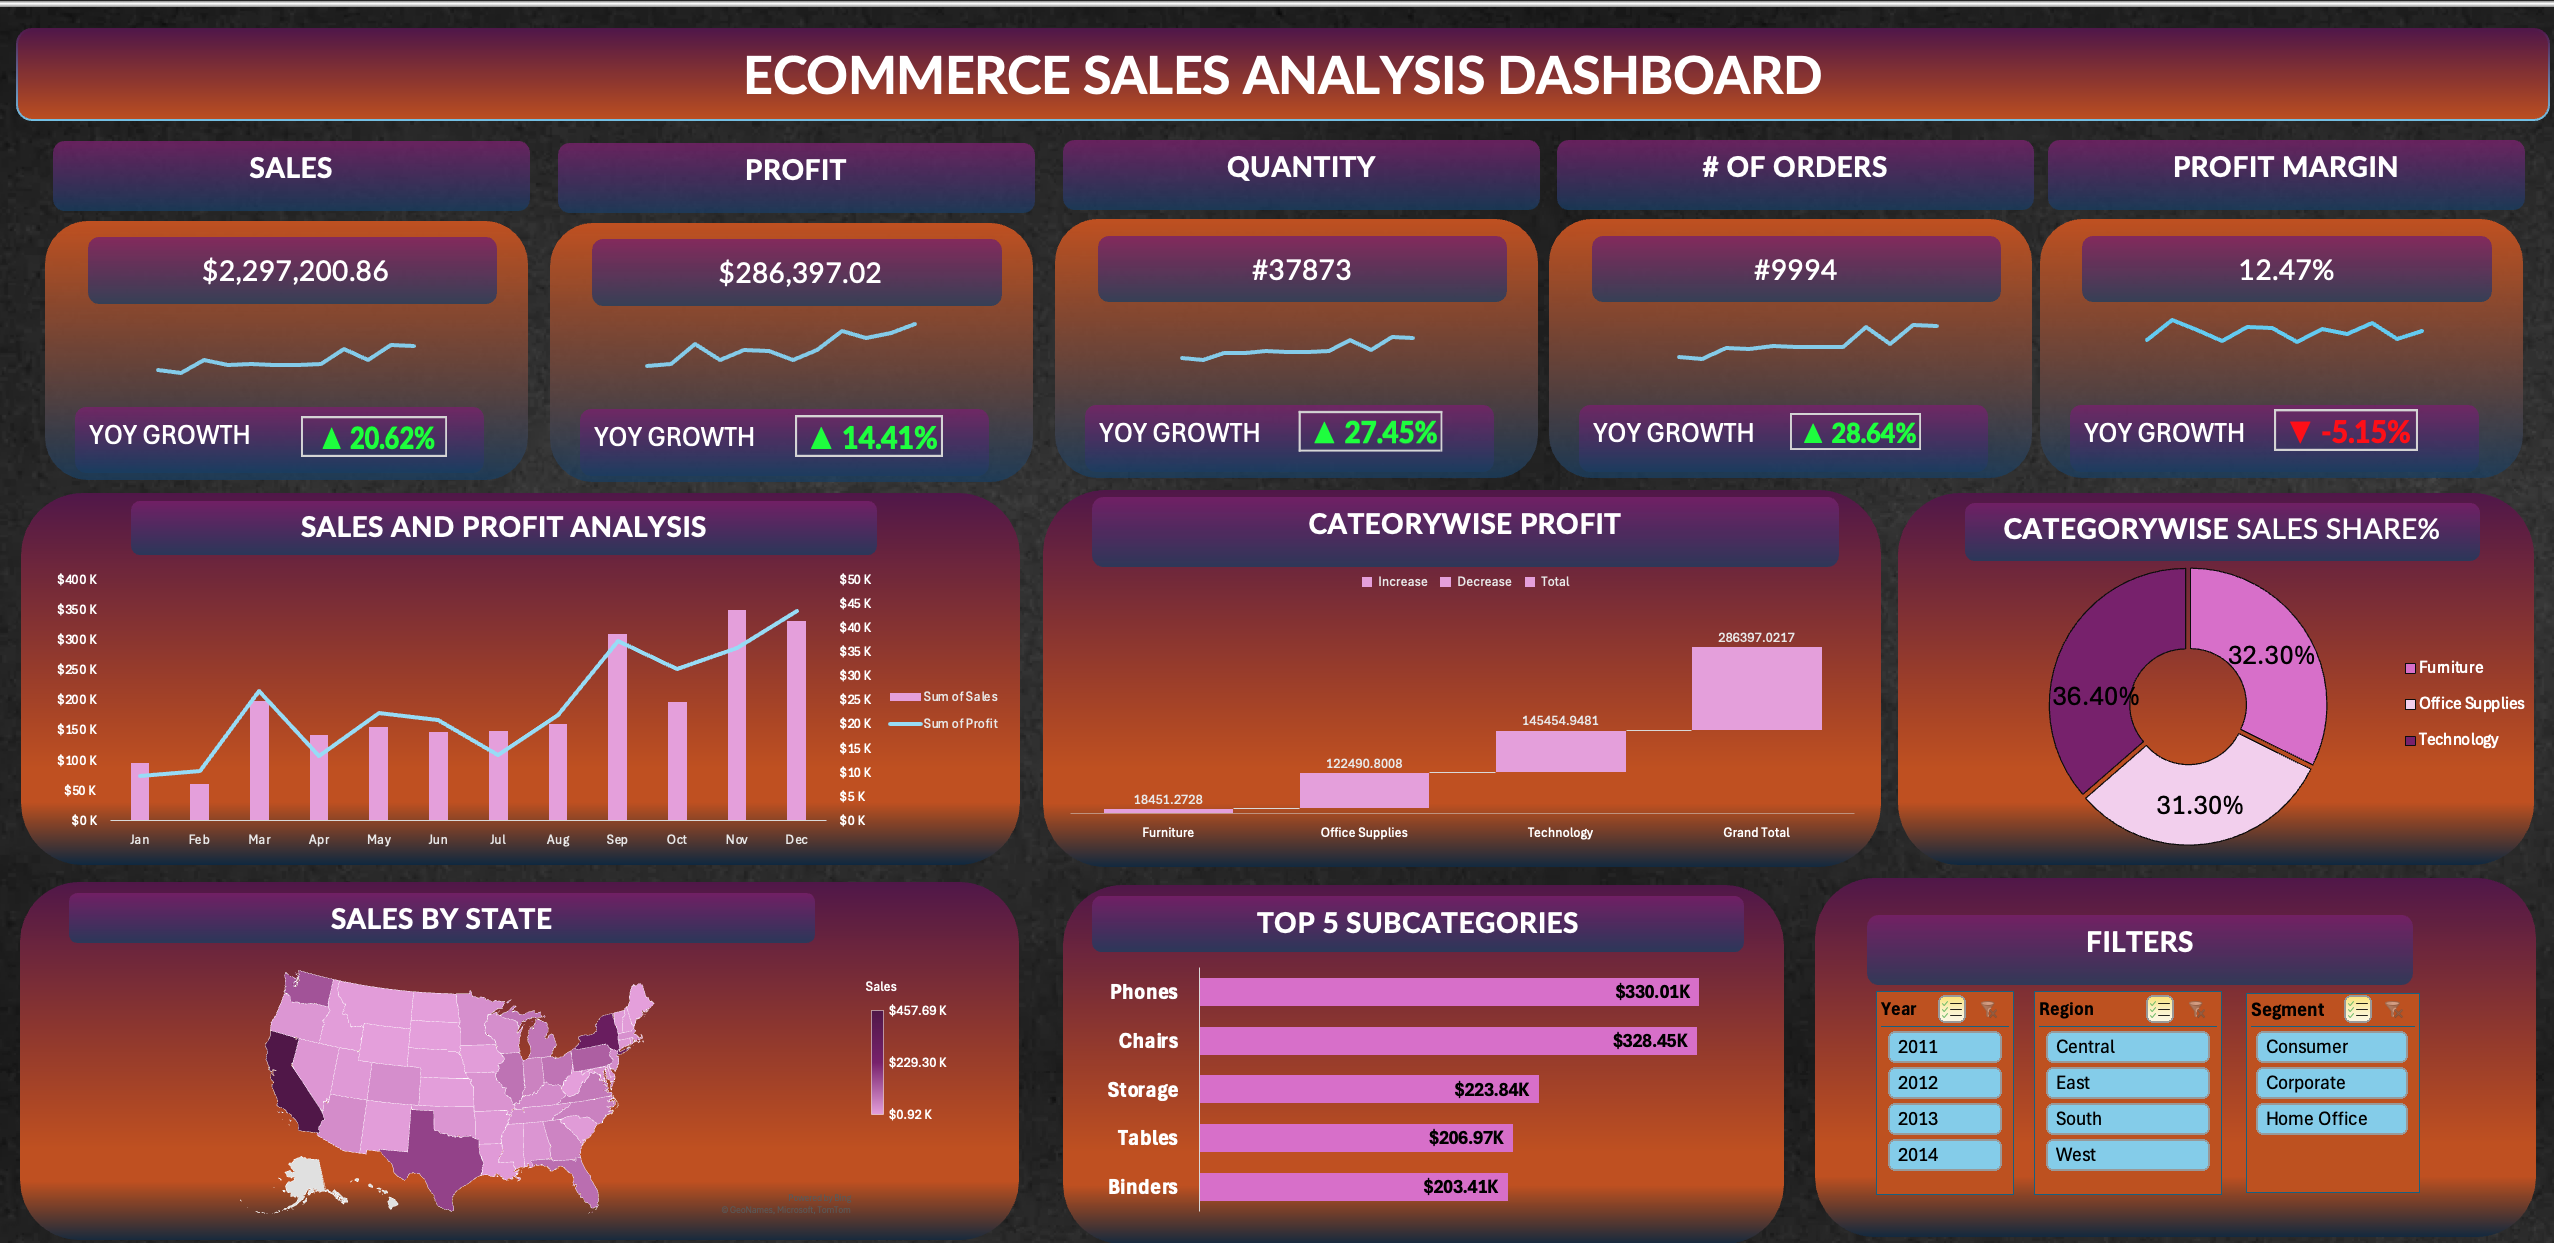 ECOMMERCE SALES ANALYSIS DASHBOARD
SALES
PROFIT
QUANTITY
# OF ORDERS
PROFIT MARGIN
$2,297,200.86
$286,397.02
#37873
#9994
12.47%
YOY GROWTH ▲ 20.62%
YOY GROWTH ▲ 14.41%
YOY GROWTH ▲ 27.45%
YOY GROWTH ▲ 28.64%
YOY GROWTH ▼ -5.15%
SALES AND PROFIT ANALYSIS
$400 K
$350 K
$300 K
$250 K
$200 K
$150 K
$100 K
$50 K
$0 K
$50 K
$45 K
$40 K
$35 K
$30 K
$25 K
$20 K
$15 K
$10 K
$5 K
$0 K
Sum of Sales
Sum of Profit
Jan Feb Mar Apr May Jun Jul Aug Sep Oct Nov Dec
CATEORYWISE PROFIT
Increase Decrease Total
286397.0217
145454.9481
122490.8008
18451.2728
Furniture Office Supplies Technology Grand Total
CATEGORYWISE SALES SHARE%
32.30%
36.40%
31.30%
Furniture
Office Supplies
Technology
SALES BY STATE
Sales
$457.69 K
$229.30 K
$0.92 K
© GeoNames, Microsoft, TomTom
TOP 5 SUBCATEGORIES
Phones $330.01K
Chairs $328.45K
Storage $223.84K
Tables $206.97K
Binders $203.41K
FILTERS
Year
2011
2012
2013
2014
Region
Central
East
South
West
Segment
Consumer
Corporate
Home Office